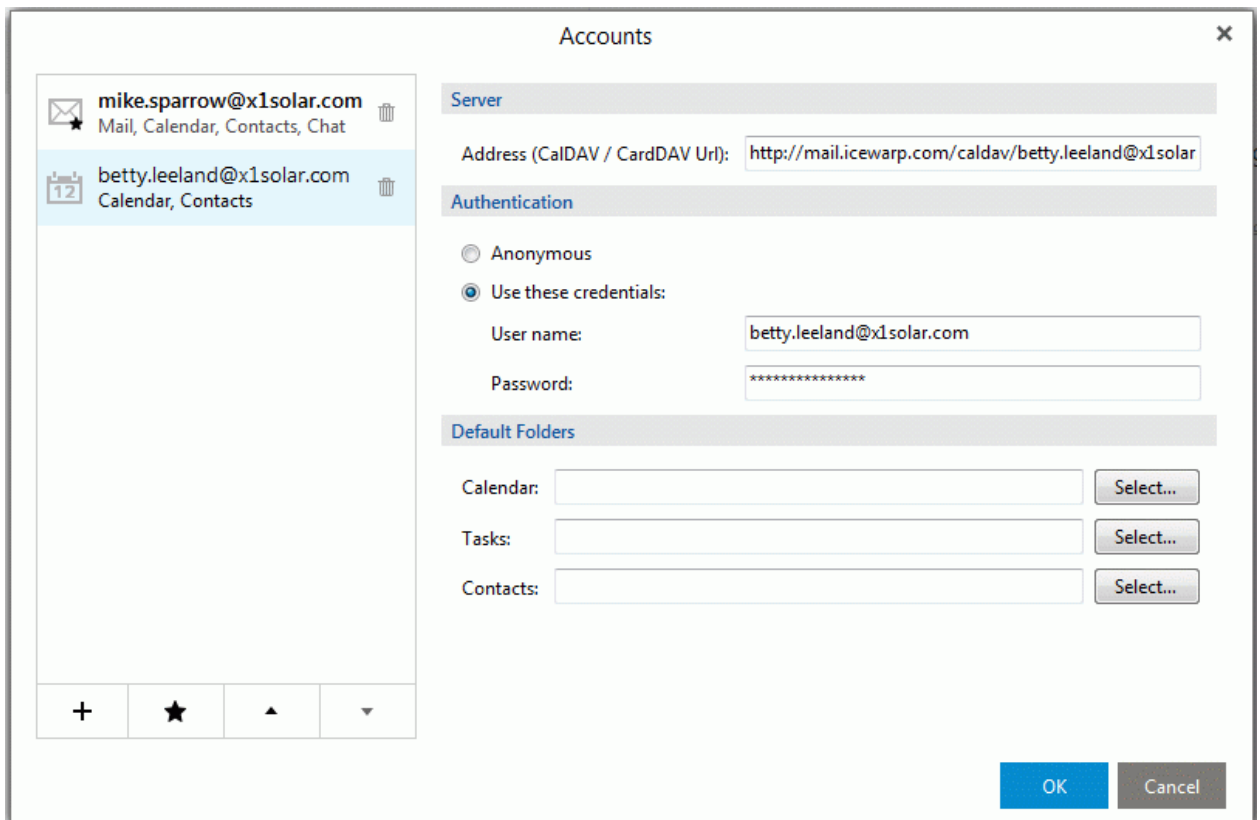 Accounts
mike.sparrow@x1solar.com
Mail, Calendar, Contacts, Chat
12
betty.leeland@x1solar.com
Calendar, Contacts
Server
Address (CalDAV / CardDAV Url): http://mail.icewarp.com/caldav/betty.leeland@x1solar
Authentication
Anonymous
Use these credentials:
User name: betty.leeland@x1solar.com
Password: ***************
Default Folders
Calendar: Select...
Tasks: Select...
Contacts: Select...
OK Cancel